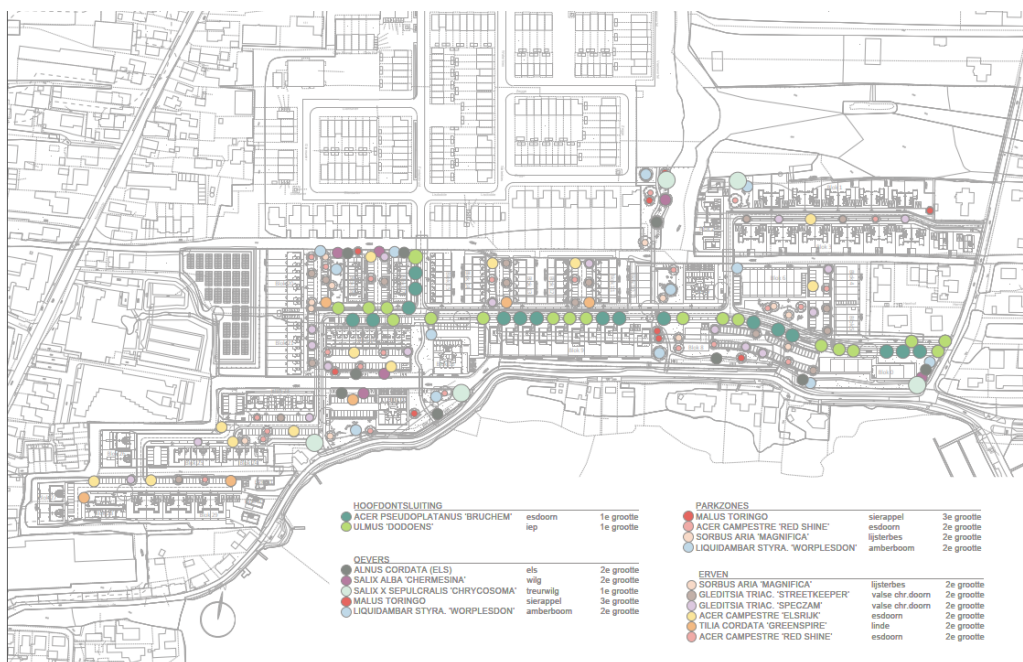 HOOFDONTSLUITING
ACER PSEUDOPLATANUS 'BRUCHEM' esdoorn 1e grootte
ULMUS 'DODOENS' iep 1e grootte
OEVERS
ALNUS CORDATA (ELS) els 2e grootte
SALIX ALBA 'CHERMESINA' wilg 2e grootte
SALIX X SEPULCRALIS 'CHRYCOSOMA' treurwilg 1e grootte
MALUS TORINGO sierappel 3e grootte
LIQUIDAMBAR STYRA. 'WORPLESDON' amberboom 2e grootte
PARKZONES
MALUS TORINGO sierappel 3e grootte
ACER CAMPESTRE 'RED SHINE' esdoorn 2e grootte
SORBUS ARIA 'MAGNIFICA' lijsterbes 2e grootte
LIQUIDAMBAR STYRA. 'WORPLESDON' amberboom 2e grootte
ERVEN
SORBUS ARIA 'MAGNIFICA' lijsterbes 2e grootte
GLEDITSIA TRIAC. 'STREETKEEPER' valse chr.doorn 2e grootte
GLEDITSIA TRIAC. 'SPECZAM' valse chr.doorn 2e grootte
ACER CAMPESTRE 'ELSRIJK' esdoorn 2e grootte
TILIA CORDATA 'GREENSPIRE' linde 2e grootte
ACER CAMPESTRE 'RED SHINE' esdoorn 2e grootte